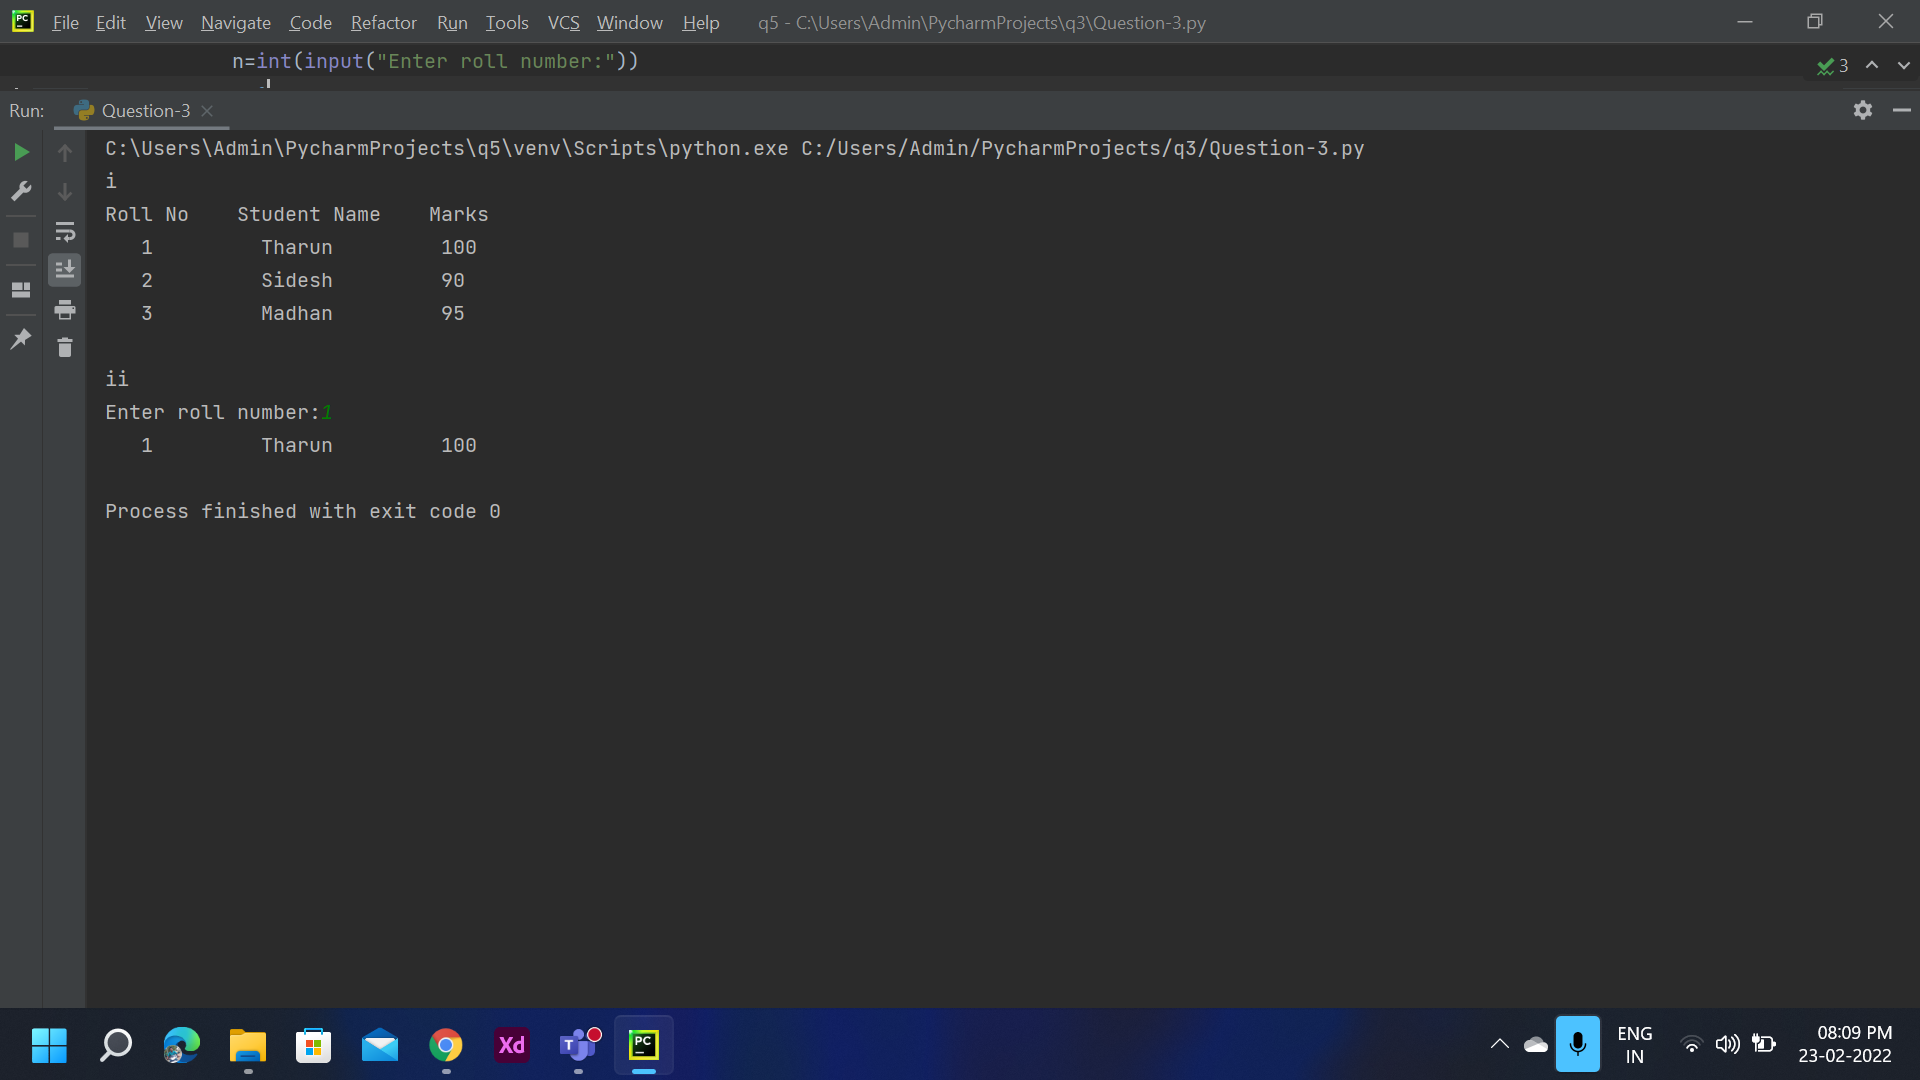 File Edit View Navigate Code Refactor Run Tools VCS Window Help q5 - C:\Users\Admin\PycharmProjects\q3\Question-3.py
n=int(input("Enter roll number:"))
3
Run: Question-3
C:\Users\Admin\PycharmProjects\q5\venv\Scripts\python.exe C:/Users/Admin/PycharmProjects/q3/Question-3.py
i
Roll No    Student Name    Marks
1         Tharun         100
2         Sidesh         90
3         Madhan         95
ii
Enter roll number:1
1         Tharun         100
Process finished with exit code 0
ENG
IN
08:09 PM
23-02-2022